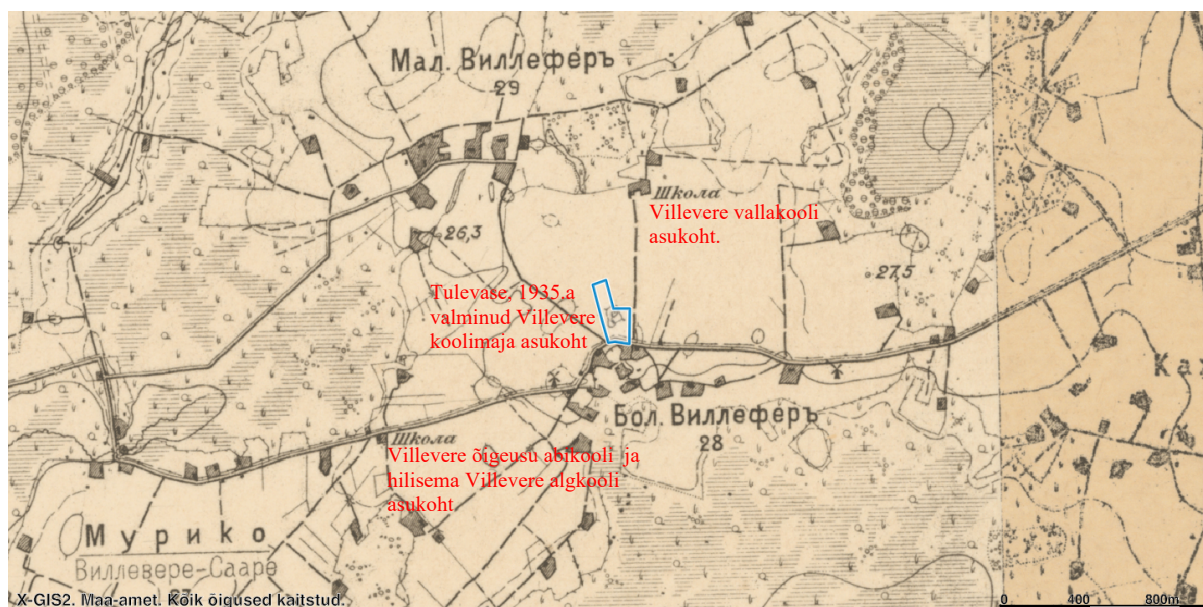 Мал. Виллеферъ
29
Школа
Villevere vallakooli
asukoht.
26,3
27,5
Tulevase, 1935.a
valminud Villevere
koolimaja asukoht
Бол. Виллеферъ
28
Школа
Villevere õigeusu abikooli ja
hilisema Villevere algkooli
asukoht
Мурико
Виллевере-Сааре
X-GIS2. Maa-amet. Kõik õigused kaitstud.
0 400 800m